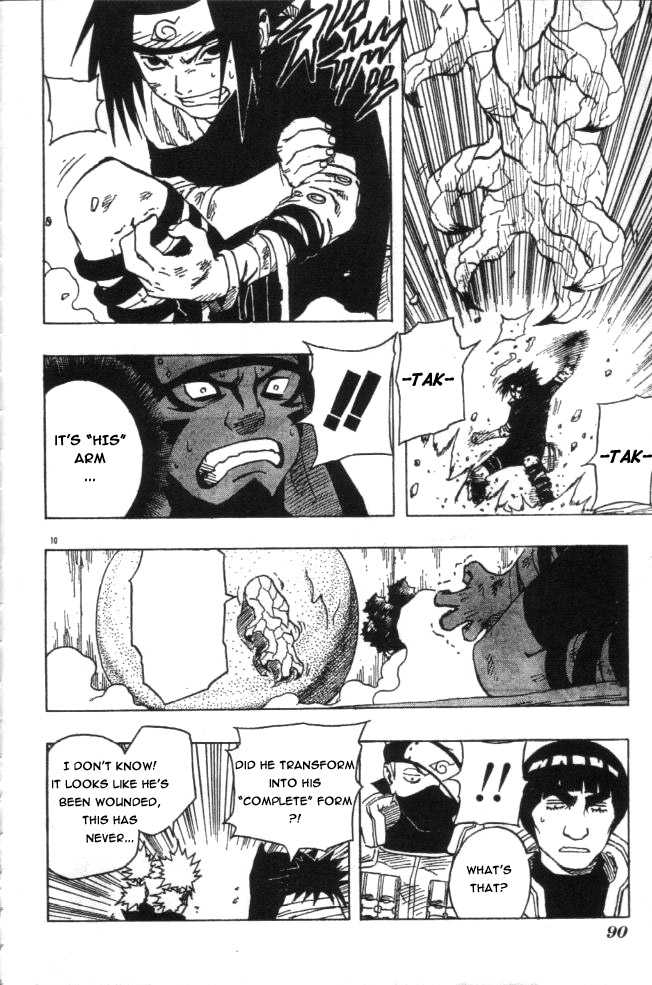 -TAK-
-TAK-
!!
IT'S "HIS"
ARM
...
10
!!
WHAT'S
THAT?
DID HE TRANSFORM
INTO HIS
"COMPLETE" FORM
?!
I DON'T KNOW!
IT LOOKS LIKE HE'S
BEEN WOUNDED,
THIS HAS
NEVER...
90